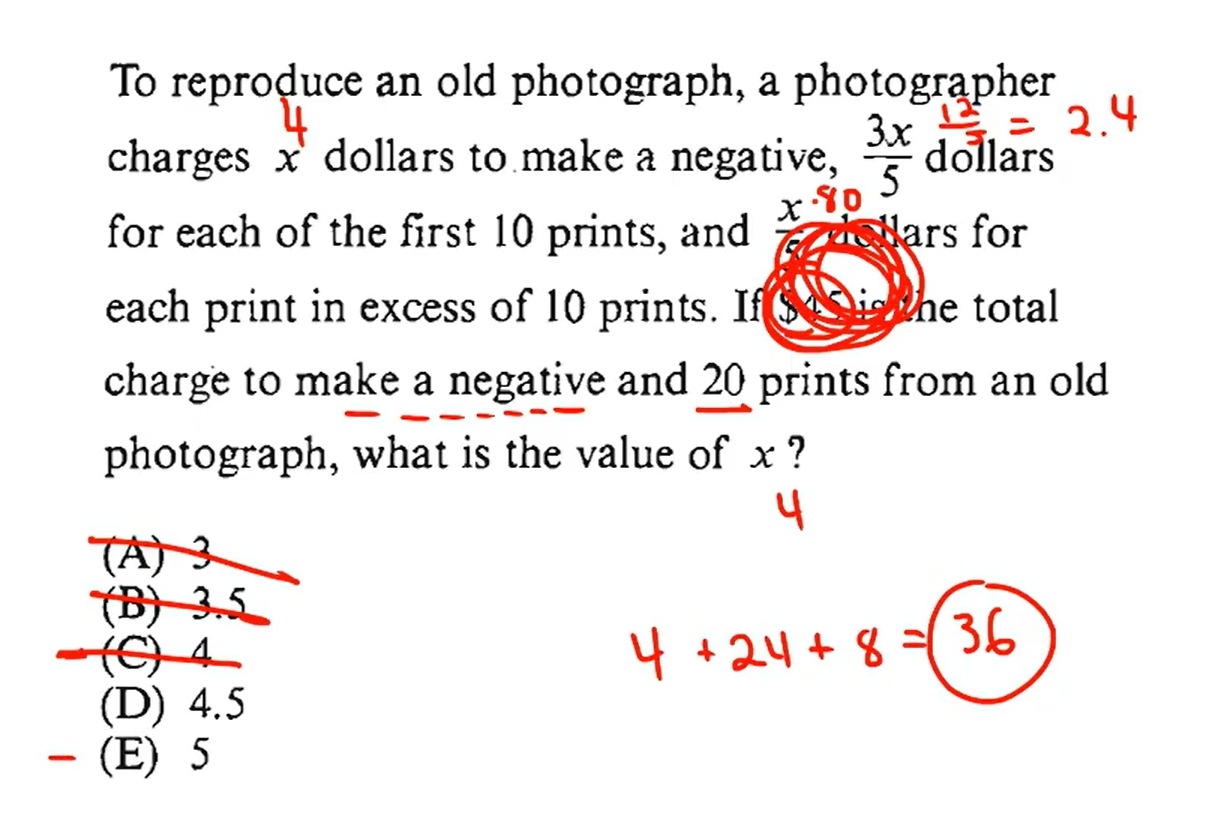 To reproduce an old photograph, a photographer
4 12/5 = 2.4
charges x dollars to make a negative, 3x/5 dollars
.80
for each of the first 10 prints, and x/5 dollars for
each print in excess of 10 prints. If $45 is the total
charge to make a negative and 20 prints from an old
photograph, what is the value of x ?
4
(A) 3
(B) 3.5
(C) 4
4 + 24 + 8 = 36
(D) 4.5
(E) 5